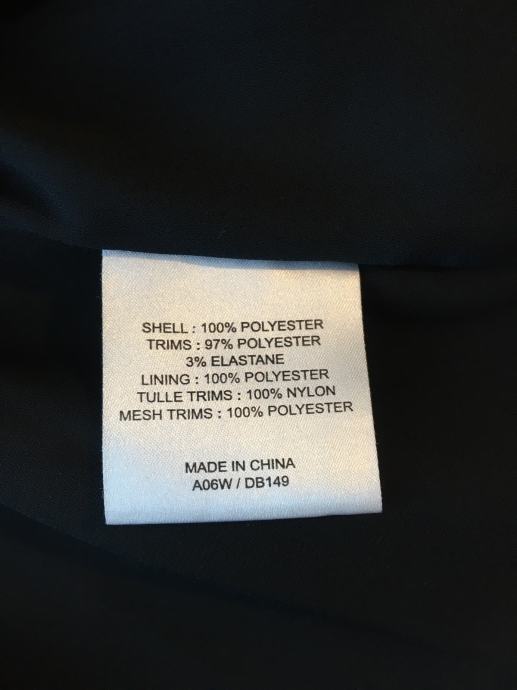 SHELL : 100% POLYESTER
TRIMS : 97% POLYESTER
3% ELASTANE
LINING : 100% POLYESTER
TULLE TRIMS : 100% NYLON
MESH TRIMS : 100% POLYESTER
MADE IN CHINA
A06W / DB149